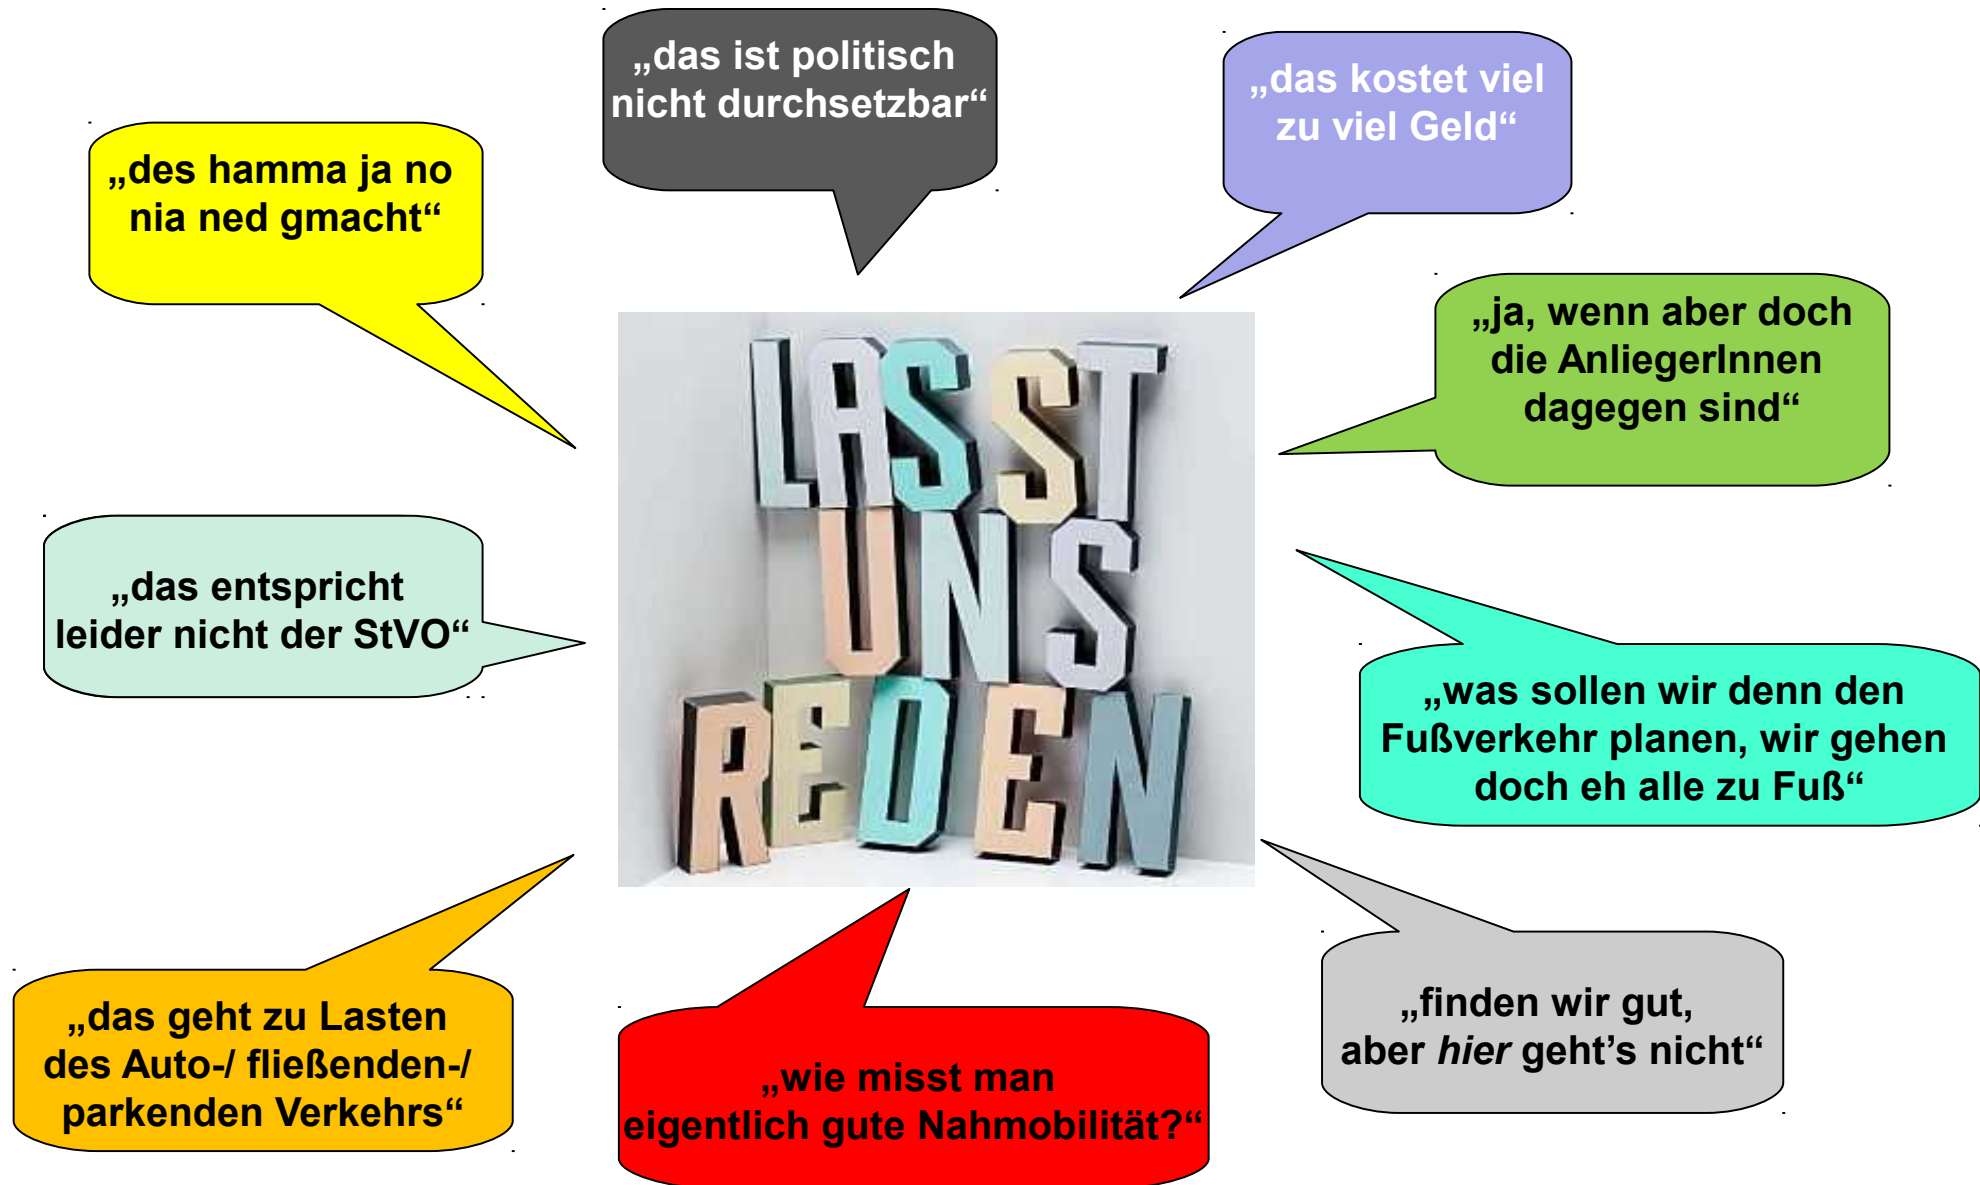 „das ist politisch
nicht durchsetzbar“
„das kostet viel
zu viel Geld“
„des hamma ja no
nia ned gmacht“
„ja, wenn aber doch
die AnliegerInnen
dagegen sind“
LASST
UNS
REDEN
„das entspricht
leider nicht der StVO“
„was sollen wir denn den
Fußverkehr planen, wir gehen
doch eh alle zu Fuß“
„das geht zu Lasten
des Auto-/ fließenden-/
parkenden Verkehrs“
„wie misst man
eigentlich gute Nahmobilität?“
„finden wir gut,
aber hier geht’s nicht“